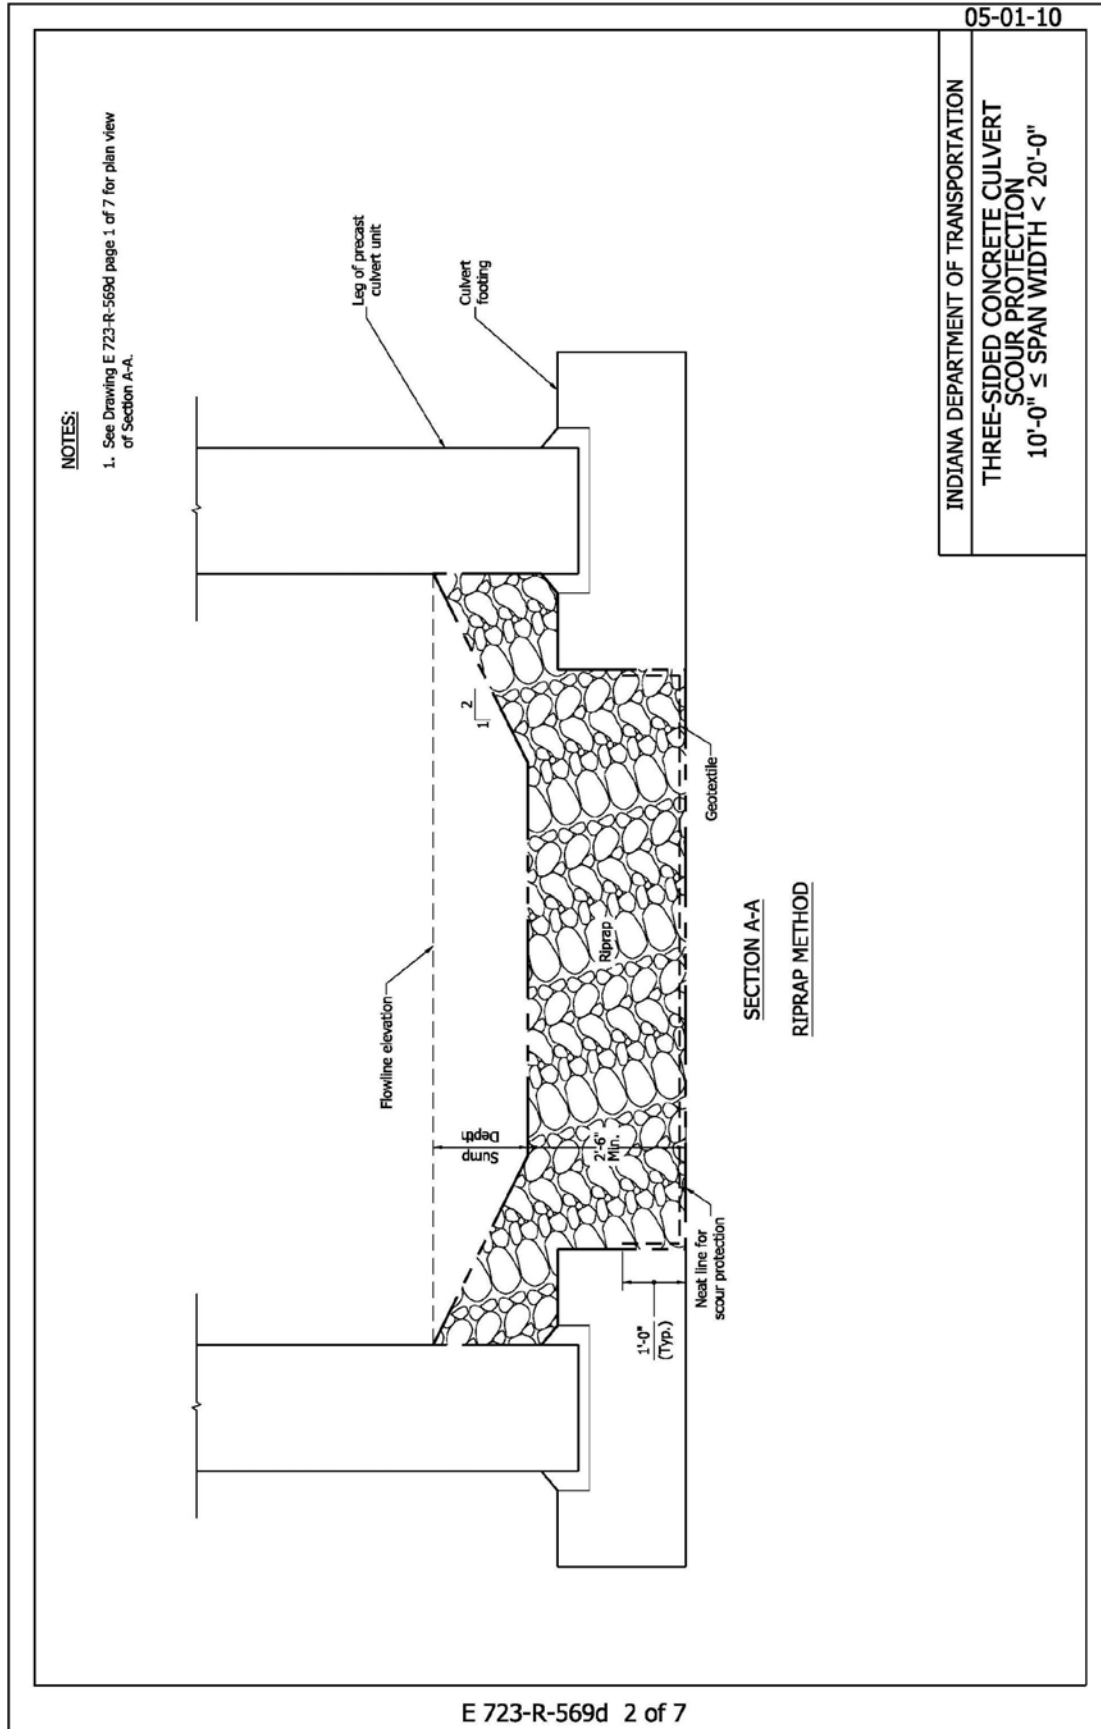 05-01-10
NOTES:
1. See Drawing E 723-R-569d page 1 of 7 for plan view
of Section A-A.
Leg of precast
culvert unit
Culvert
footing
Flowline elevation
2
1
Sump
Depth
2'-6"
Min.
Riprap
Geotextile
1'-0"
(Typ.)
Neat line for
scour protection
SECTION A-A
RIPRAP METHOD
INDIANA DEPARTMENT OF TRANSPORTATION
THREE-SIDED CONCRETE CULVERT
SCOUR PROTECTION
10'-0" ≤ SPAN WIDTH < 20'-0"
E 723-R-569d 2 of 7